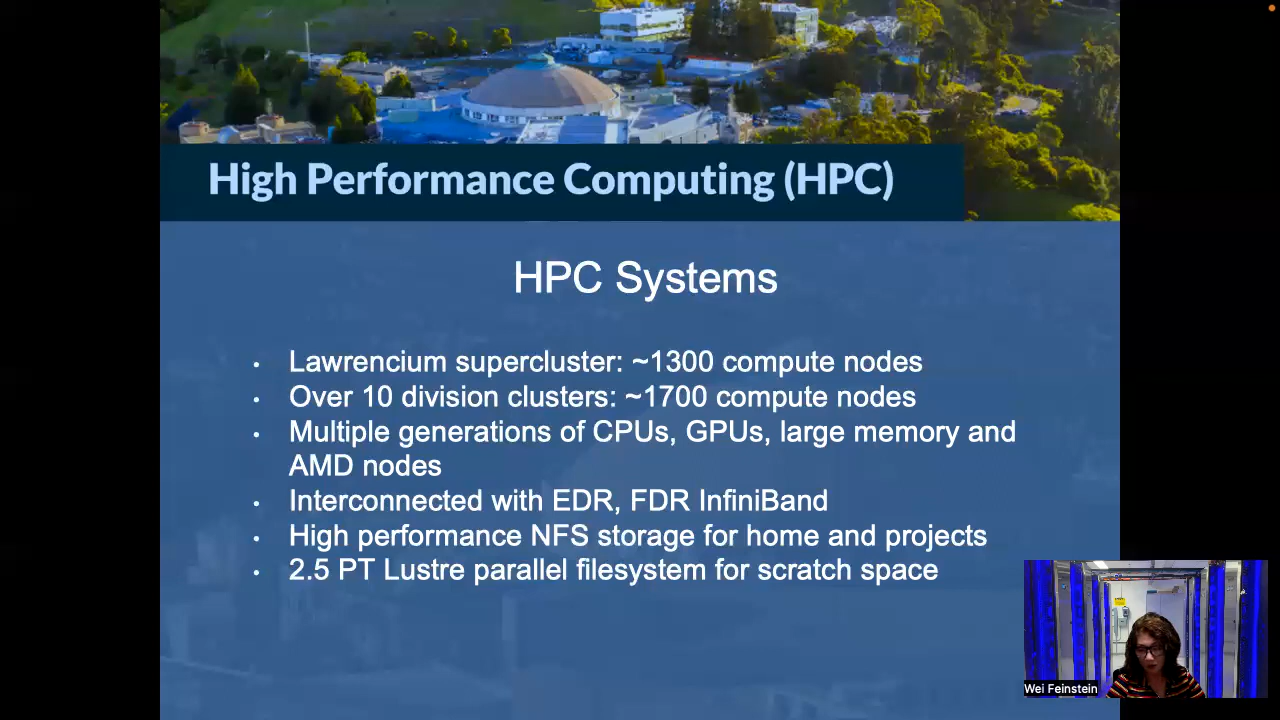 High Performance Computing (HPC)
HPC Systems
• Lawrencium supercluster: ~1300 compute nodes
• Over 10 division clusters: ~1700 compute nodes
• Multiple generations of CPUs, GPUs, large memory and
AMD nodes
• Interconnected with EDR, FDR InfiniBand
• High performance NFS storage for home and projects
• 2.5 PT Lustre parallel filesystem for scratch space
Wei Feinstein